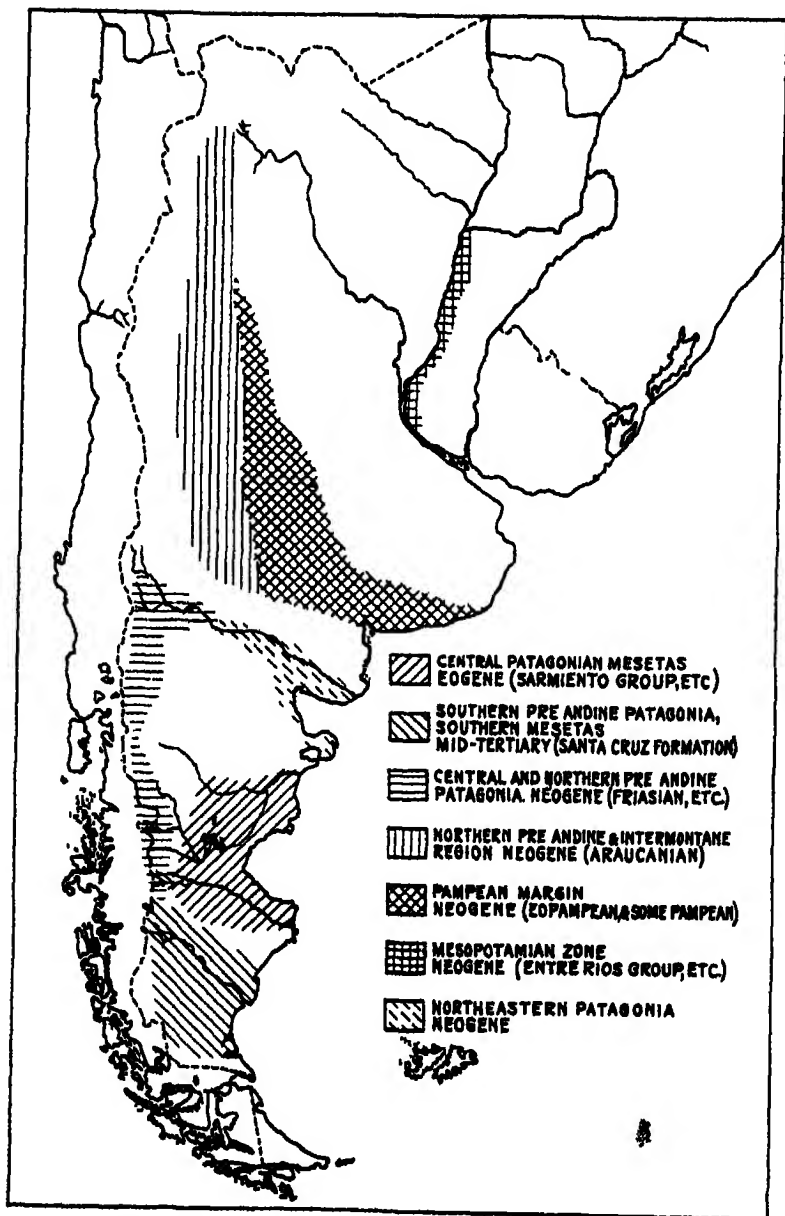 CENTRAL PATAGONIAN MESETAS
EOGENE (SARMIENTO GROUP, ETC)
SOUTHERN PRE ANDINE PATAGONIA,
SOUTHERN MESETAS
MID-TERTIARY (SANTA CRUZ FORMATION)
CENTRAL AND NORTHERN PRE ANDINE
PATAGONIA. NEOGENE (FRIASIAN, ETC.)
NORTHERN PRE ANDINE & INTERMONTANE
REGION NEOGENE (ARAUCANIAN)
PAMPEAN MARGIN
NEOGENE (EOPAMPEAN, & SOME PAMPEAN)
MESOPOTAMIAN ZONE
NEOGENE (ENTRE RIOS GROUP, ETC.)
NORTHEASTERN PATAGONIA
NEOGENE